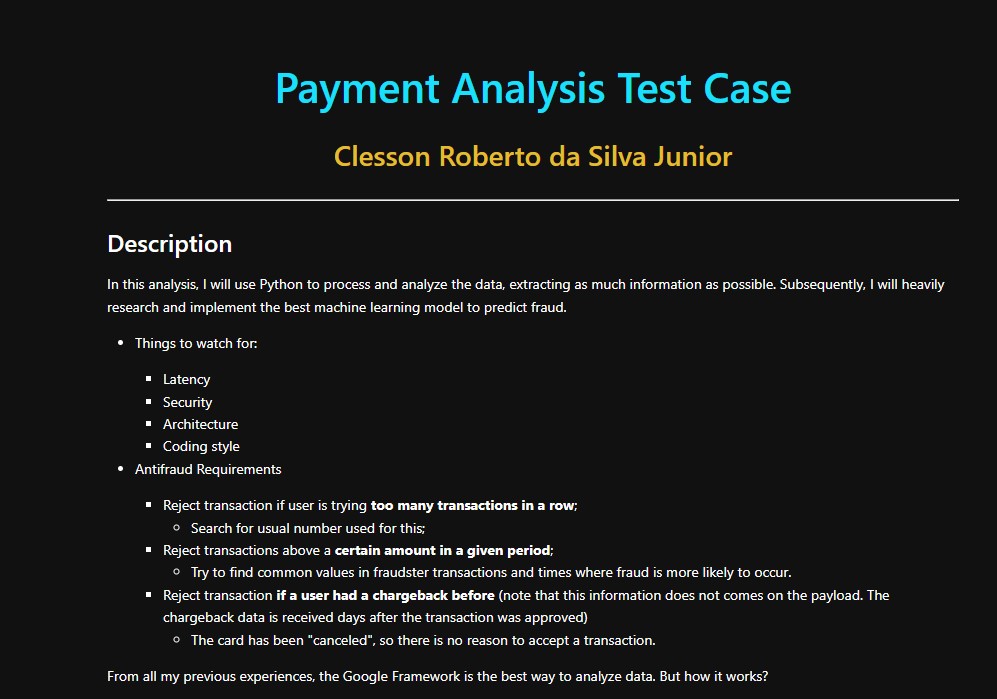 Payment Analysis Test Case
Clesson Roberto da Silva Junior
Description
In this analysis, I will use Python to process and analyze the data, extracting as much information as possible. Subsequently, I will heavily
research and implement the best machine learning model to predict fraud.
Things to watch for:
Latency
Security
Architecture
Coding style
Antifraud Requirements
Reject transaction if user is trying too many transactions in a row;
Search for usual number used for this;
Reject transactions above a certain amount in a given period;
Try to find common values in fraudster transactions and times where fraud is more likely to occur.
Reject transaction if a user had a chargeback before (note that this information does not comes on the payload. The
chargeback data is received days after the transaction was approved)
The card has been "canceled", so there is no reason to accept a transaction.
From all my previous experiences, the Google Framework is the best way to analyze data. But how it works?